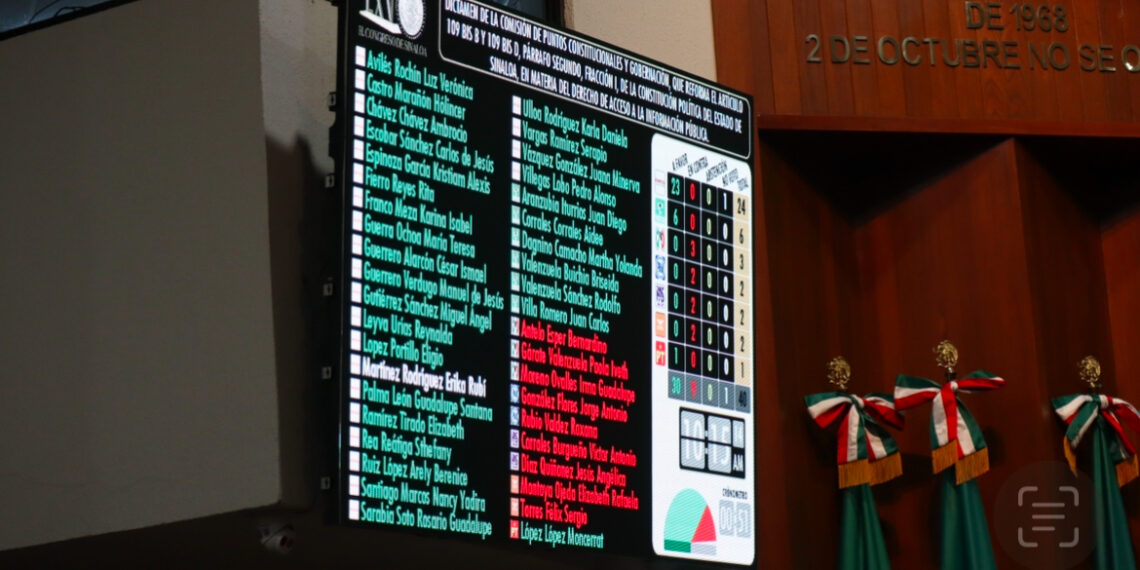 H. CONGRESO DE SINALOA
DICTAMEN DE LA COMISIÓN DE PUNTOS CONSTITUCIONALES Y GOBERNACIÓN, QUE REFORMA EL ARTÍCULO
109 BIS B Y 109 BIS D, PÁRRAFO SEGUNDO, FRACCIÓN I, DE LA CONSTITUCIÓN POLÍTICA DEL ESTADO DE
SINALOA, EN MATERIA DEL DERECHO DE ACCESO A LA INFORMACIÓN PÚBLICA.
Avilés Rochín Luz Verónica
Castro Marañón Hólincer
Chávez Chávez Ambrocio
Escobar Sánchez Carlos de Jesús
Espinoza García Kristiam Alexis
Fierro Reyes Rita
Franco Meza Karina Isabel
Guerra Ochoa María Teresa
Guerrero Alarcón César Ismael
Guerrero Verdugo Manuel de Jesús
Gutiérrez Sánchez Miguel Ángel
Leyva Urías Reynalda
Lopez Portillo Eligio
Martínez Rodríguez Erika Rubí
Palma León Guadalupe Santana
Ramírez Tirado Elizabeth
Rea Reátiga Sthefany
Ruiz López Arely Berenice
Santiago Marcos Nancy Yadira
Sarabia Soto Rosario Guadalupe
Ulloa Rodríguez Karla Daniela
Vargas Ramírez Serapio
Vázquez González Juana Minerva
Villegas Lobo Pedro Alonso
Aranzubia Iturrios Juan Diego
Corrales Corrales Aidee
Dagnino Camacho Martha Yolanda
Valenzuela Buichia Briseida
Valenzuela Sánchez Rodolfo
Villa Romero Juan Carlos
Antelo Esper Bernardino
Gárate Valenzuela Paola Iveth
Moreno Ovalles Irma Guadalupe
González Flores Jorge Antonio
Rubio Valdez Roxana
Corrales Burgueño Víctor Antonio
Díaz Quiñonez Jesús Angélica
Montoya Ojeda Elizabeth Rafaela
Torres Félix Sergio
López López Moncerrat
A FAVOR EN CONTRA ABSTENCIÓN NO VOTO TOTAL
23 0 0 1 24
6 0 0 0 6
0 3 0 0 3
0 2 0 0 2
0 2 0 0 2
0 2 0 0 2
1 0 0 0 1
30 9 0 1 40
10:15 14 AM
CRONOMETRO
00:51
DE 1968
2 DE OCTUBRE NO SE O